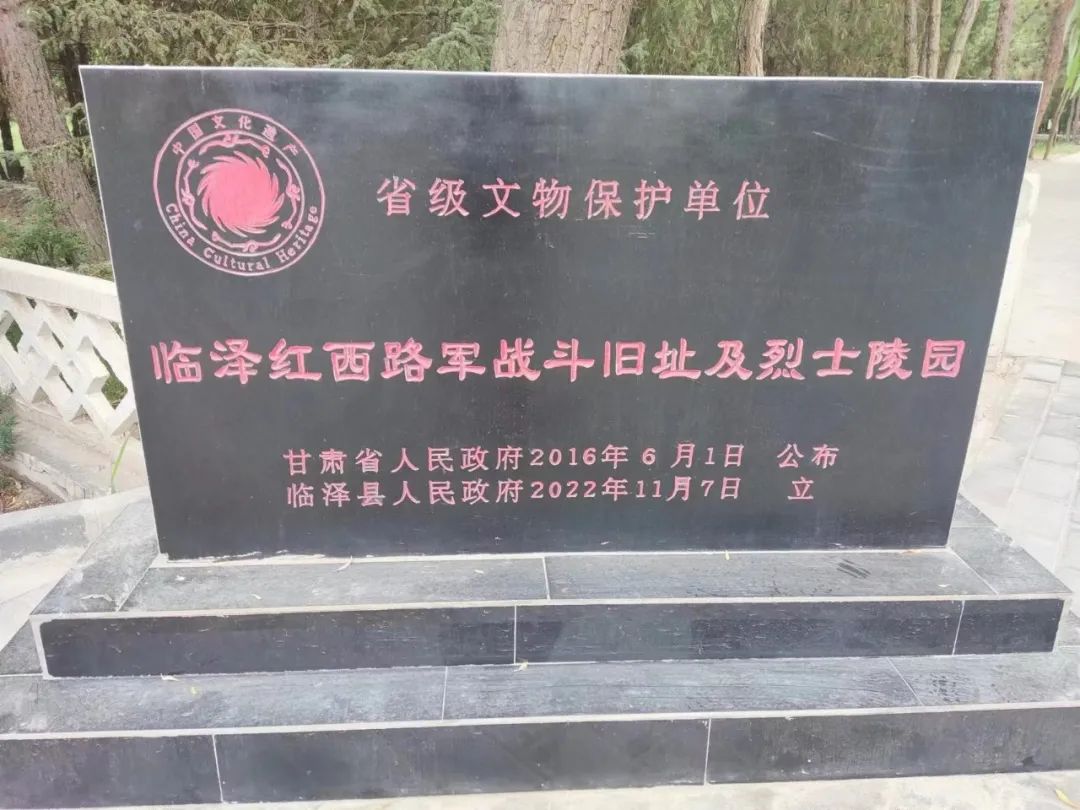 中国文化遗产
China Cultural Heritage
省级文物保护单位
临泽红西路军战斗旧址及烈士陵园
甘肃省人民政府2016年6月1日 公布
临泽县人民政府2022年11月7日 立